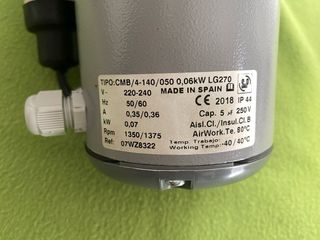 TIPO:CMB/4-140/050 0,06kW LG270
V~ 220-240 MADE IN SPAIN
Hz 50/60 CE 2018 IP 44
A 0,35/0,36 Cap. 5 µF 250V
kW 0,07 Aisl.Cl./Insul.Cl.B
Rpm 1350/1375 AirWork.Te. 80ºC
Ref: 07WZ8322 Temp. Trabajo
Working Temp. -40/40°C